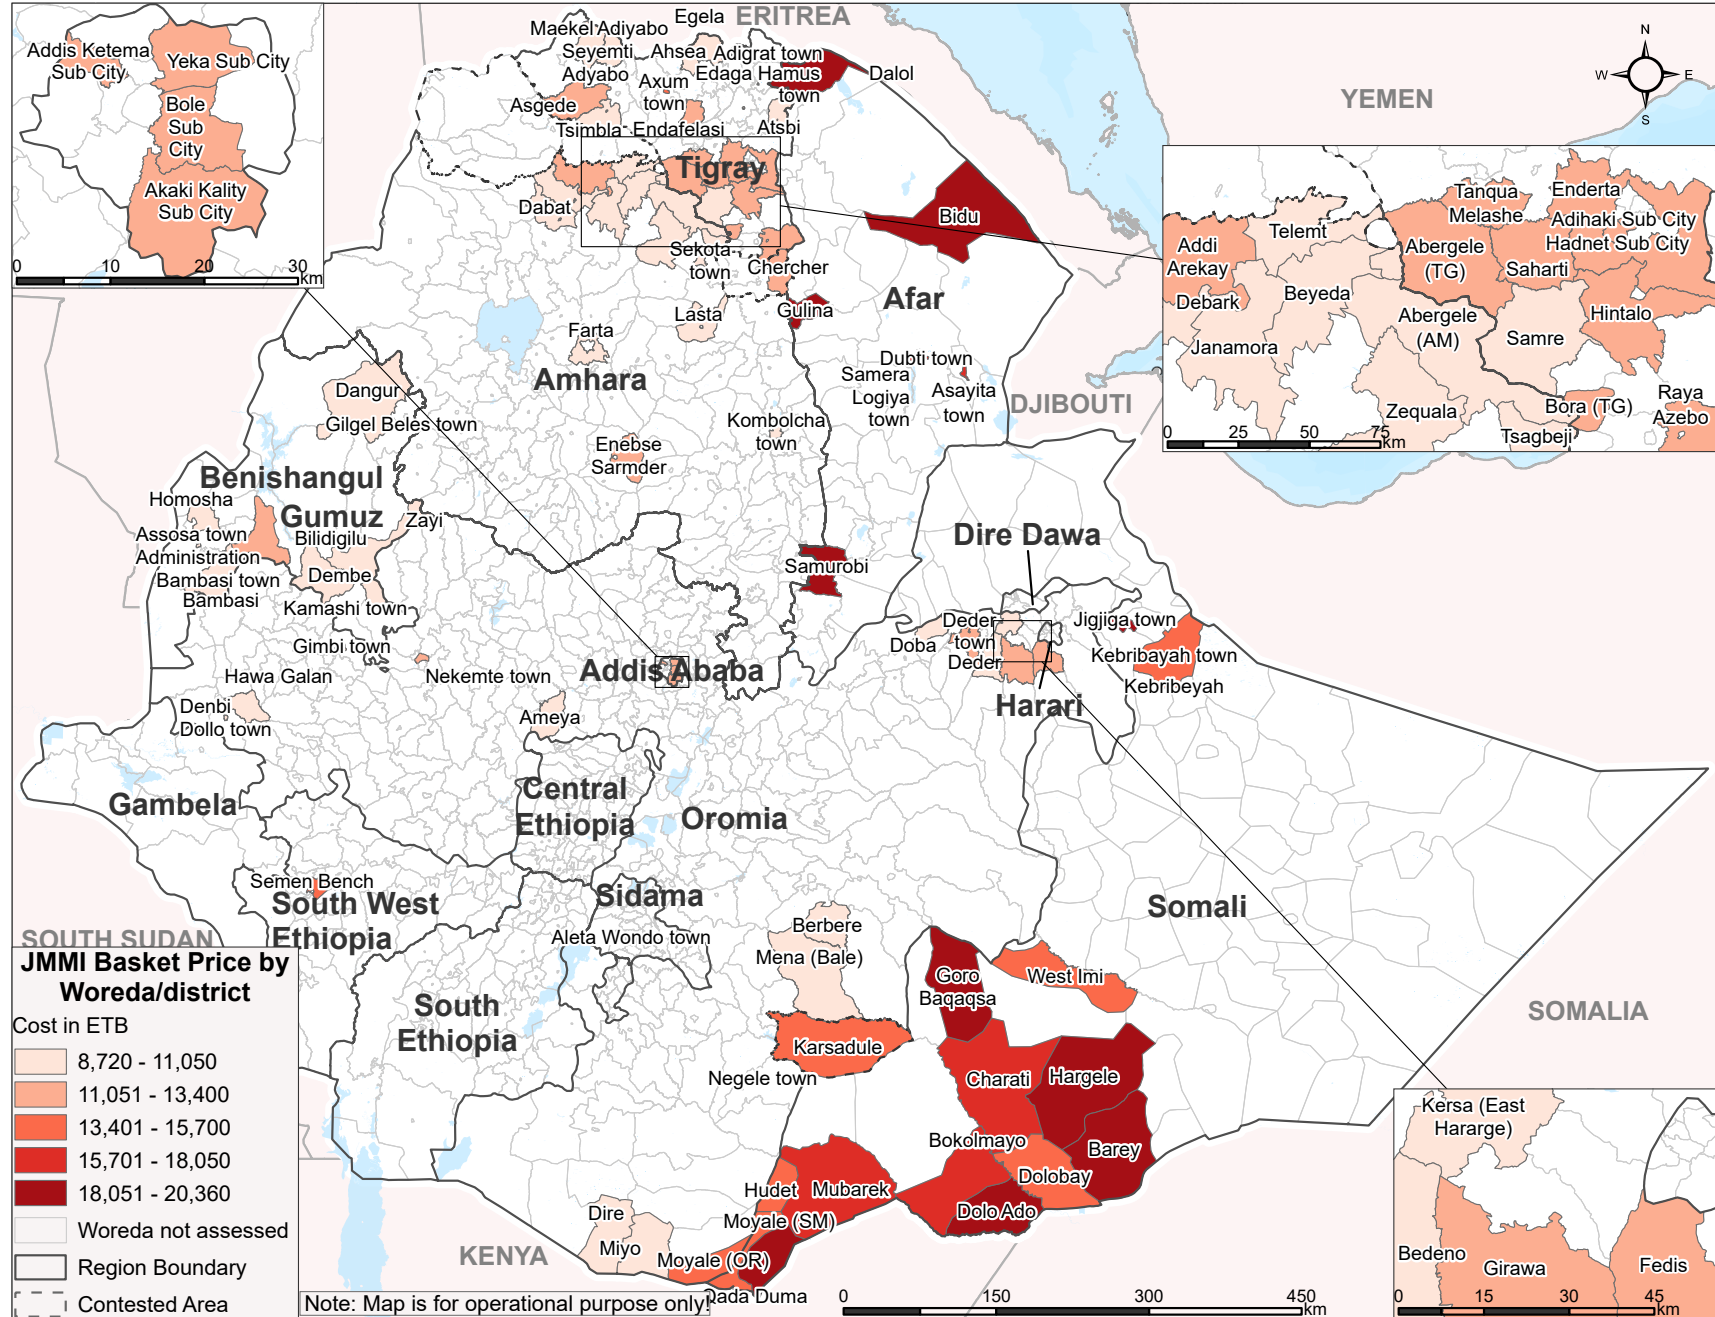 Addis Ketema
Sub City
Yeka Sub City
Bole
Sub
City
Akaki Kality
Sub City
0 10 20 30
km
ERITREA
YEMEN
DJIBOUTI
SOMALIA
KENYA
SOUTH SUDAN
N
W E
S
Maekel Adiyabo
Egela
Seyemti
Ahsea
Adigrat town
Adyabo
Axum
town
Edaga Hamus
town
Dalol
Asgede
Tsimbla
Endafelasi
Atsbi
Tigray
Dabat
Sekota
town
Chercher
Bidu
Afar
Gulina
Lasta
Farta
Amhara
Dubti town
Samera
Logiya
town
Asayita
town
Kombolcha
town
Enebse
Sarmder
Dangur
Gilgel Beles town
Benishangul
Gumuz
Homosha
Zayi
Assosa town
Administration
Bilidigilu
Bambasi town
Dembe
Bambasi
Kamashi town
Gimbi town
Hawa Galan
Nekemte town
Denbi
Dollo town
Ameya
Addis Ababa
Samurobi
Dire Dawa
Deder
town
Doba
Deder
Jigjiga town
Kebribayah town
Kebribeyah
Harari
Gambela
Central
Ethiopia
Oromia
Semen Bench
South West
Ethiopia
Sidama
Aleta Wondo town
South
Ethiopia
Somali
Berbere
Mena (Bale)
Goro
Baqaqsa
West Imi
Karsadule
Negele town
Charati
Hargele
Bokolmayo
Barey
Dolobay
Dolo Ado
Hudet
Mubarek
Moyale (SM)
Moyale (OR)
Dire
Miyo
Qada Duma
Addi
Arekay
Telemt
Tanqua
Melashe
Enderta
Adihaki Sub City
Hadnet Sub City
Abergele
(TG)
Saharti
Debark
Beyeda
Abergele
(AM)
Samre
Hintalo
Janamora
Zequala
Tsagbeji
Bora (TG)
Raya
Azebo
0 25 50 75
km
Kersa (East
Hararge)
Bedeno
Girawa
Fedis
0 15 30 45
km
JMMI Basket Price by
Woreda/district
Cost in ETB
8,720 - 11,050
11,051 - 13,400
13,401 - 15,700
15,701 - 18,050
18,051 - 20,360
Woreda not assessed
Region Boundary
Contested Area
Note: Map is for operational purpose only!
0 150 300 450
km